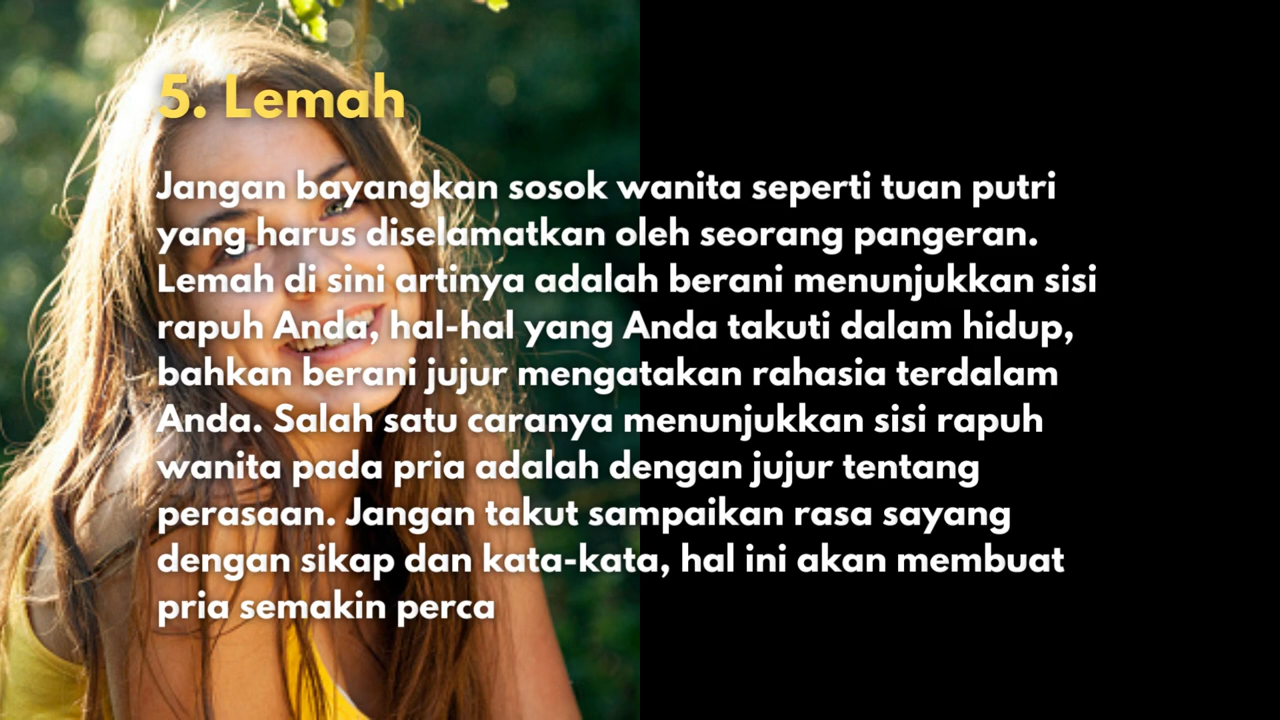 5. Lemah
Jangan bayangkan sosok wanita seperti tuan putri
yang harus diselamatkan oleh seorang pangeran.
Lemah di sini artinya adalah berani menunjukkan sisi
rapuh Anda, hal-hal yang Anda takuti dalam hidup,
bahkan berani jujur mengatakan rahasia terdalam
Anda. Salah satu caranya menunjukkan sisi rapuh
wanita pada pria adalah dengan jujur tentang
perasaan. Jangan takut sampaikan rasa sayang
dengan sikap dan kata-kata, hal ini akan membuat
pria semakin perca